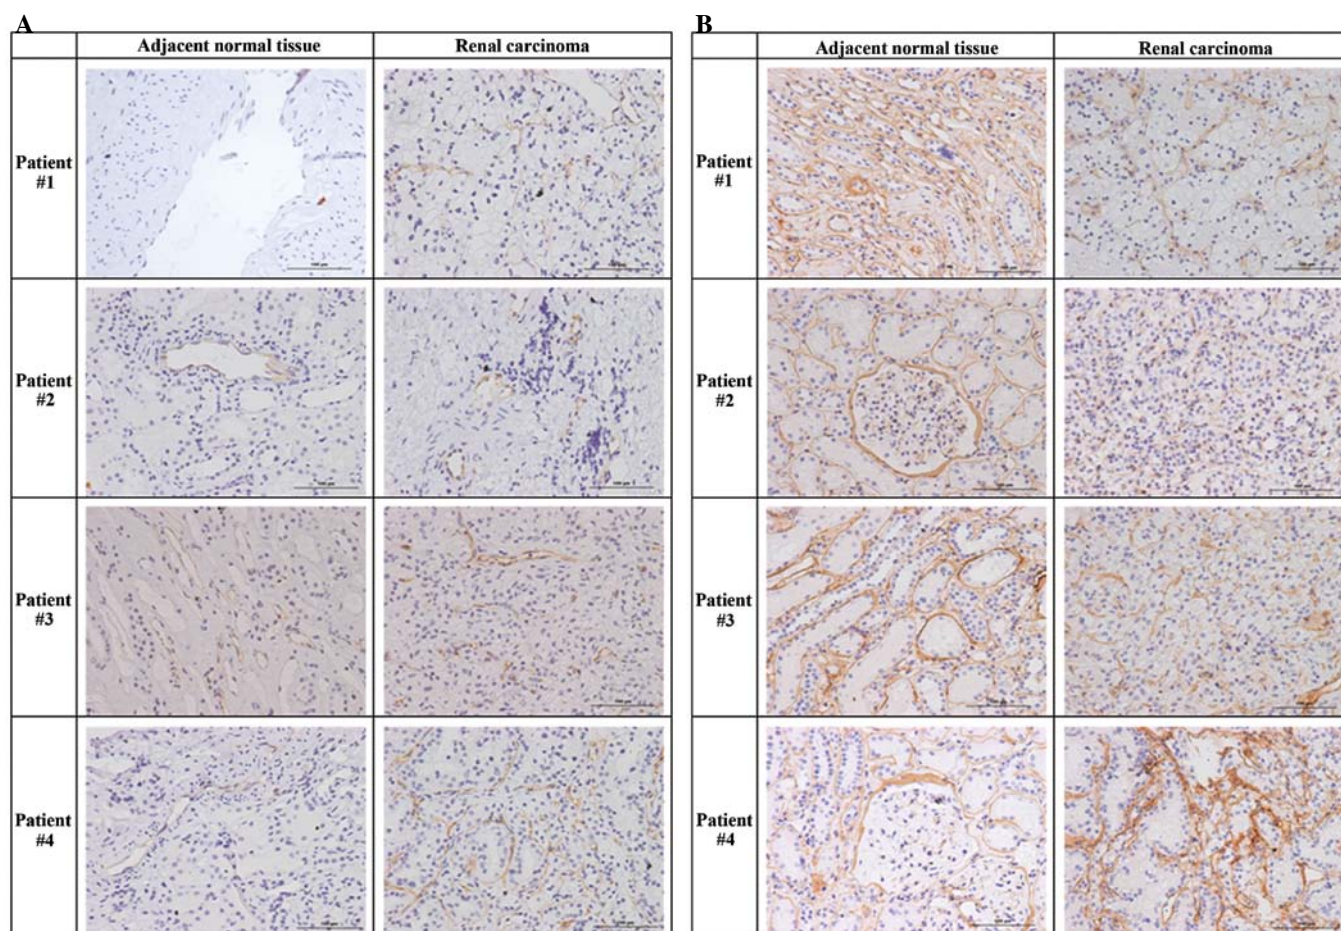 A
Adjacent normal tissue
Renal carcinoma
Patient
#1
Patient
#2
Patient
#3
Patient
#4
B
Adjacent normal tissue
Renal carcinoma
Patient
#1
Patient
#2
Patient
#3
Patient
#4